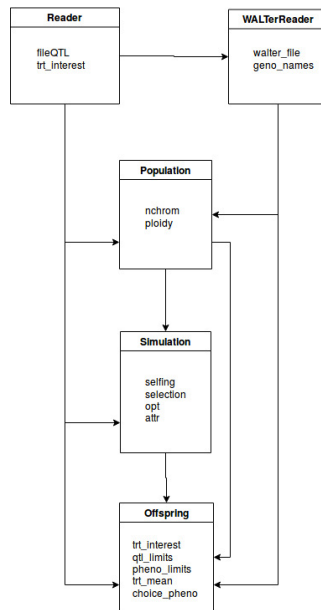 Reader
fileQTL
trt_interest
WALTerReader
walter_file
geno_names
Population
nchrom
ploidy
Simulation
selfing
selection
opt
attr
Offspring
trt_interest
qtl_limits
pheno_limits
trt_mean
choice_pheno